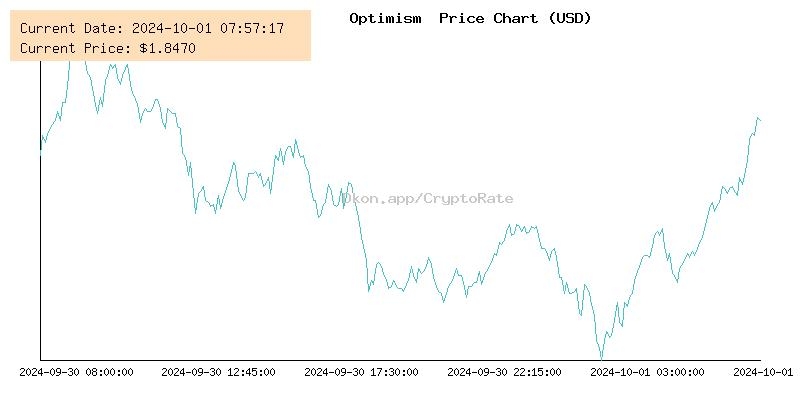 Optimism  Price Chart (USD)
Current Date: 2024-10-01 07:57:17
Current Price: $1.8470
Dkon.app/CryptoRate
2024-09-30 08:00:00 2024-09-30 12:45:00 2024-09-30 17:30:00 2024-09-30 22:15:00 2024-10-01 03:00:00 2024-10-01